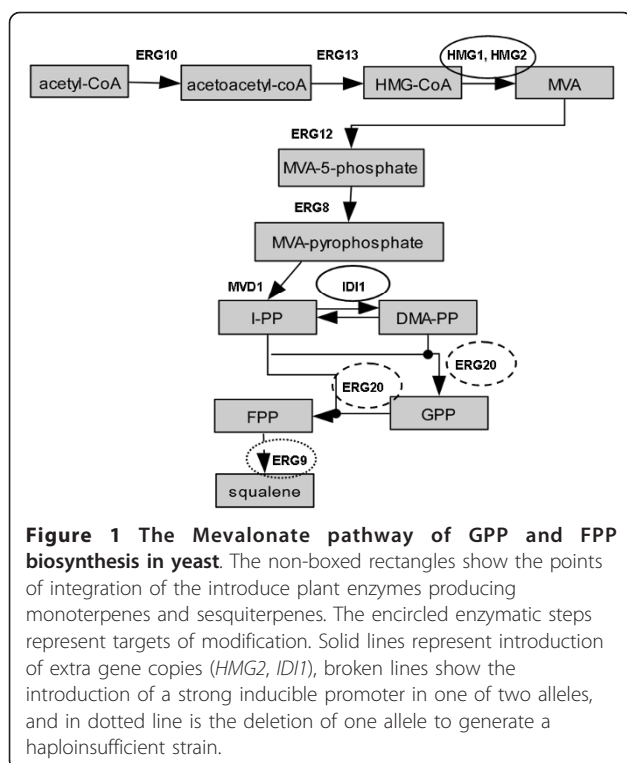 ERG10 ERG13 HMG1, HMG2
acetyl-CoA acetoacetyl-coA HMG-CoA MVA
ERG12
MVA-5-phosphate
ERG8
MVA-pyrophosphate
MVD1 IDI1
I-PP DMA-PP
ERG20 ERG20
FPP GPP
ERG9
squalene
Figure 1 The Mevalonate pathway of GPP and FPP
biosynthesis in yeast. The non-boxed rectangles show the points
of integration of the introduce plant enzymes producing
monoterpenes and sesquiterpenes. The encircled enzymatic steps
represent targets of modification. Solid lines represent introduction
of extra gene copies (HMG2, IDI1), broken lines show the
introduction of a strong inducible promoter in one of two alleles,
and in dotted line is the deletion of one allele to generate a
haploinsufficient strain.